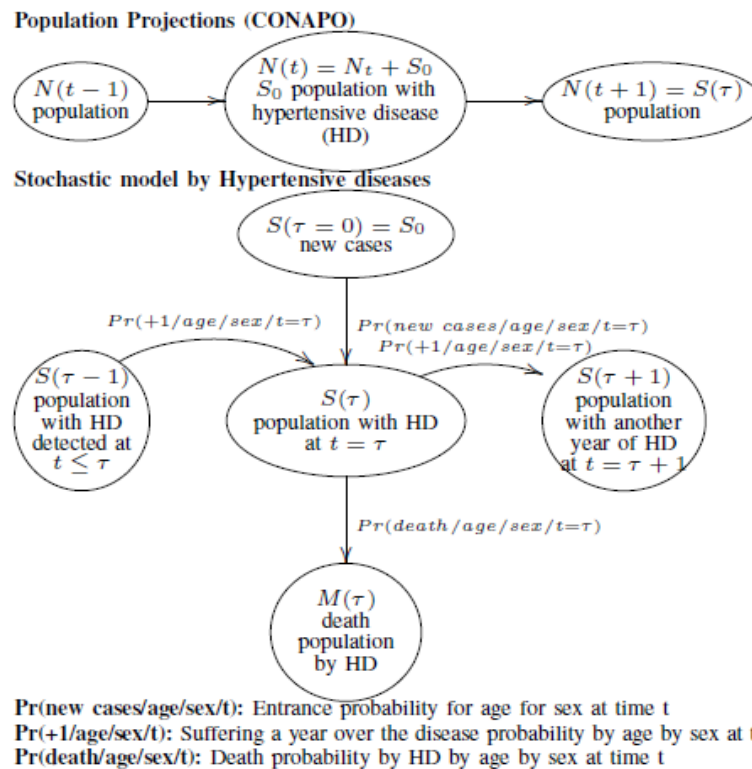 Population Projections (CONAPO)
N(t − 1)
population
N(t) = N_t + S_0
S_0 population with
hypertensive disease
(HD)
N(t + 1) = S(τ)
population
Stochastic model by Hypertensive diseases
S(τ = 0) = S_0
new cases
Pr(+1/age/sex/t=τ)
Pr(new cases/age/sex/t=τ)
Pr(+1/age/sex/t=τ)
S(τ − 1)
population
with HD
detected at
t ≤ τ
S(τ)
population with HD
at t = τ
S(τ + 1)
population
with another
year of HD
at t = τ + 1
Pr(death/age/sex/t=τ)
M(τ)
death
population
by HD
Pr(new cases/age/sex/t): Entrance probability for age for sex at time t
Pr(+1/age/sex/t): Suffering a year over the disease probability by age by sex at t
Pr(death/age/sex/t): Death probability by HD by age by sex at time t